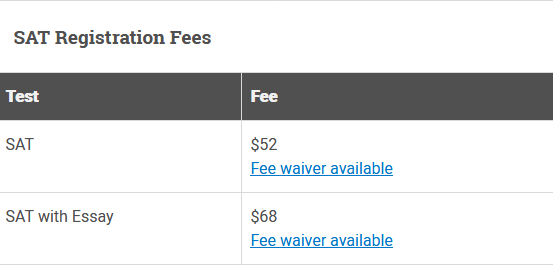 SAT Registration Fees
Test Fee
SAT $52
Fee waiver available
SAT with Essay $68
Fee waiver available